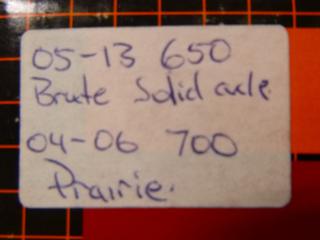 05-13 650
Brute Solid axle
04-06 700
Prairie.